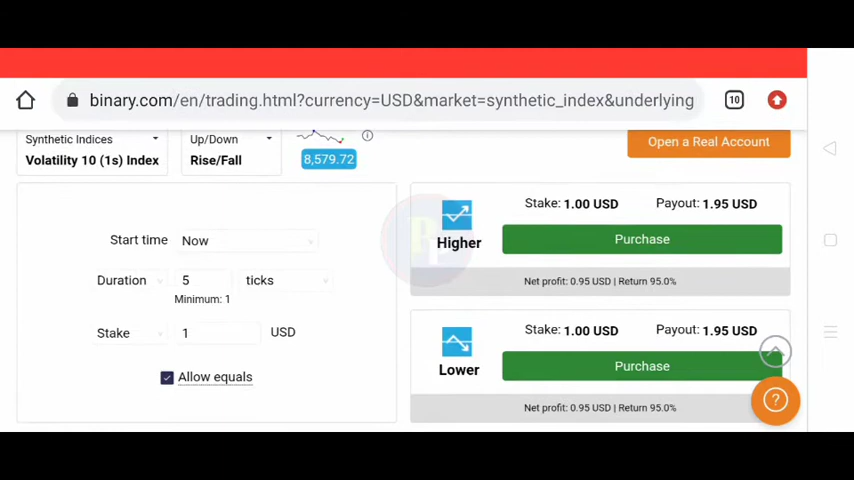 binary.com/en/trading.html?currency=USD&market=synthetic_index&underlying
10
Synthetic Indices
Volatility 10 (1s) Index
Up/Down
Rise/Fall
8,579.72
Open a Real Account
Start time Now
Duration 5 ticks
Minimum: 1
Stake 1 USD
Allow equals
Higher
Stake: 1.00 USD Payout: 1.95 USD
Purchase
Net profit: 0.95 USD | Return 95.0%
Lower
Stake: 1.00 USD Payout: 1.95 USD
Purchase
Net profit: 0.95 USD | Return 95.0%
?